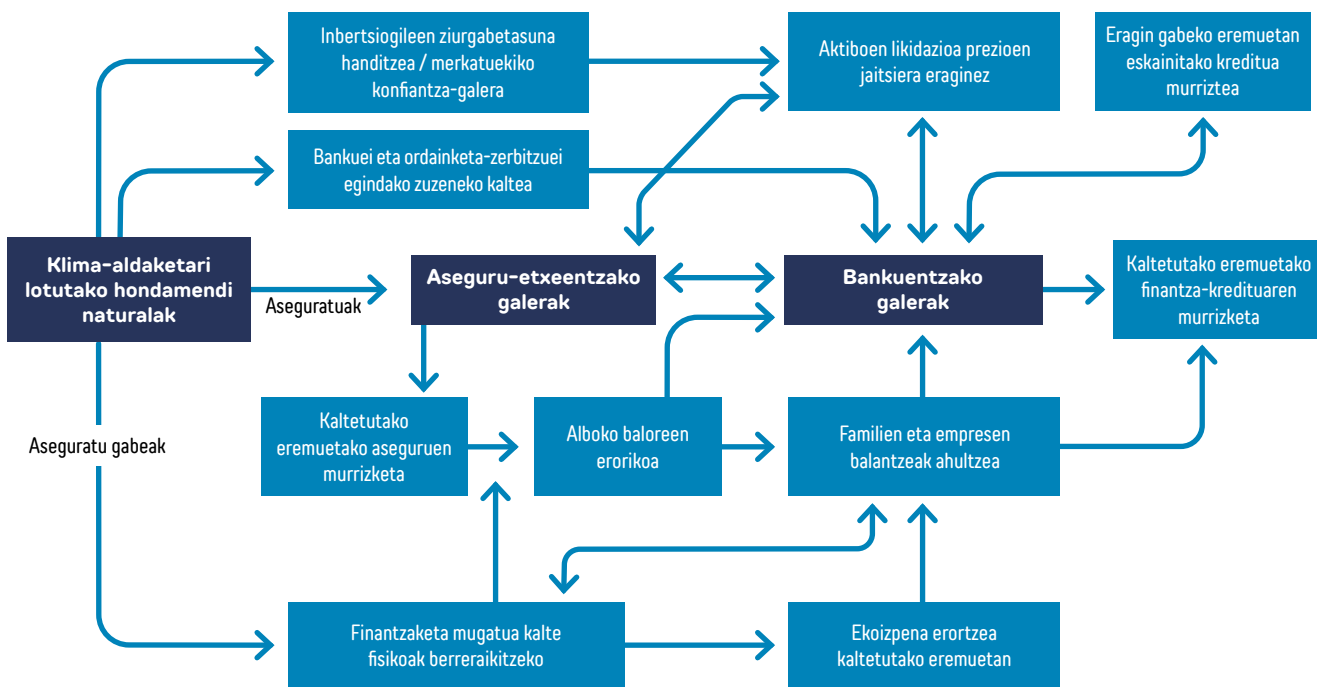 Inbertsiogileen ziurgabetasuna
handitzea / merkatuekiko
konfiantza-galera
Aktiboen likidazioa prezioen
jaitsiera eraginez
Eragin gabeko eremuetan
eskainitako kreditua
murriztea
Bankuei eta ordainketa-zerbitzuei
egindako zuzeneko kaltea
Klima-aldaketari
lotutako hondamendi
naturalak
Aseguratuak
Aseguru-etxeentzako
galerak
Bankuentzako
galerak
Kaltetutako eremuetako
finantza-kredituaren
murrizketa
Aseguratu gabeak
Kaltetutako
eremuetako aseguruen
murrizketa
Alboko baloreen
erorikoa
Familien eta empresen
balantzeak ahultzea
Finantzaketa mugatua kalte
fisikoak berreraikitzeko
Ekoizpena erortzea
kaltetutako eremuetan